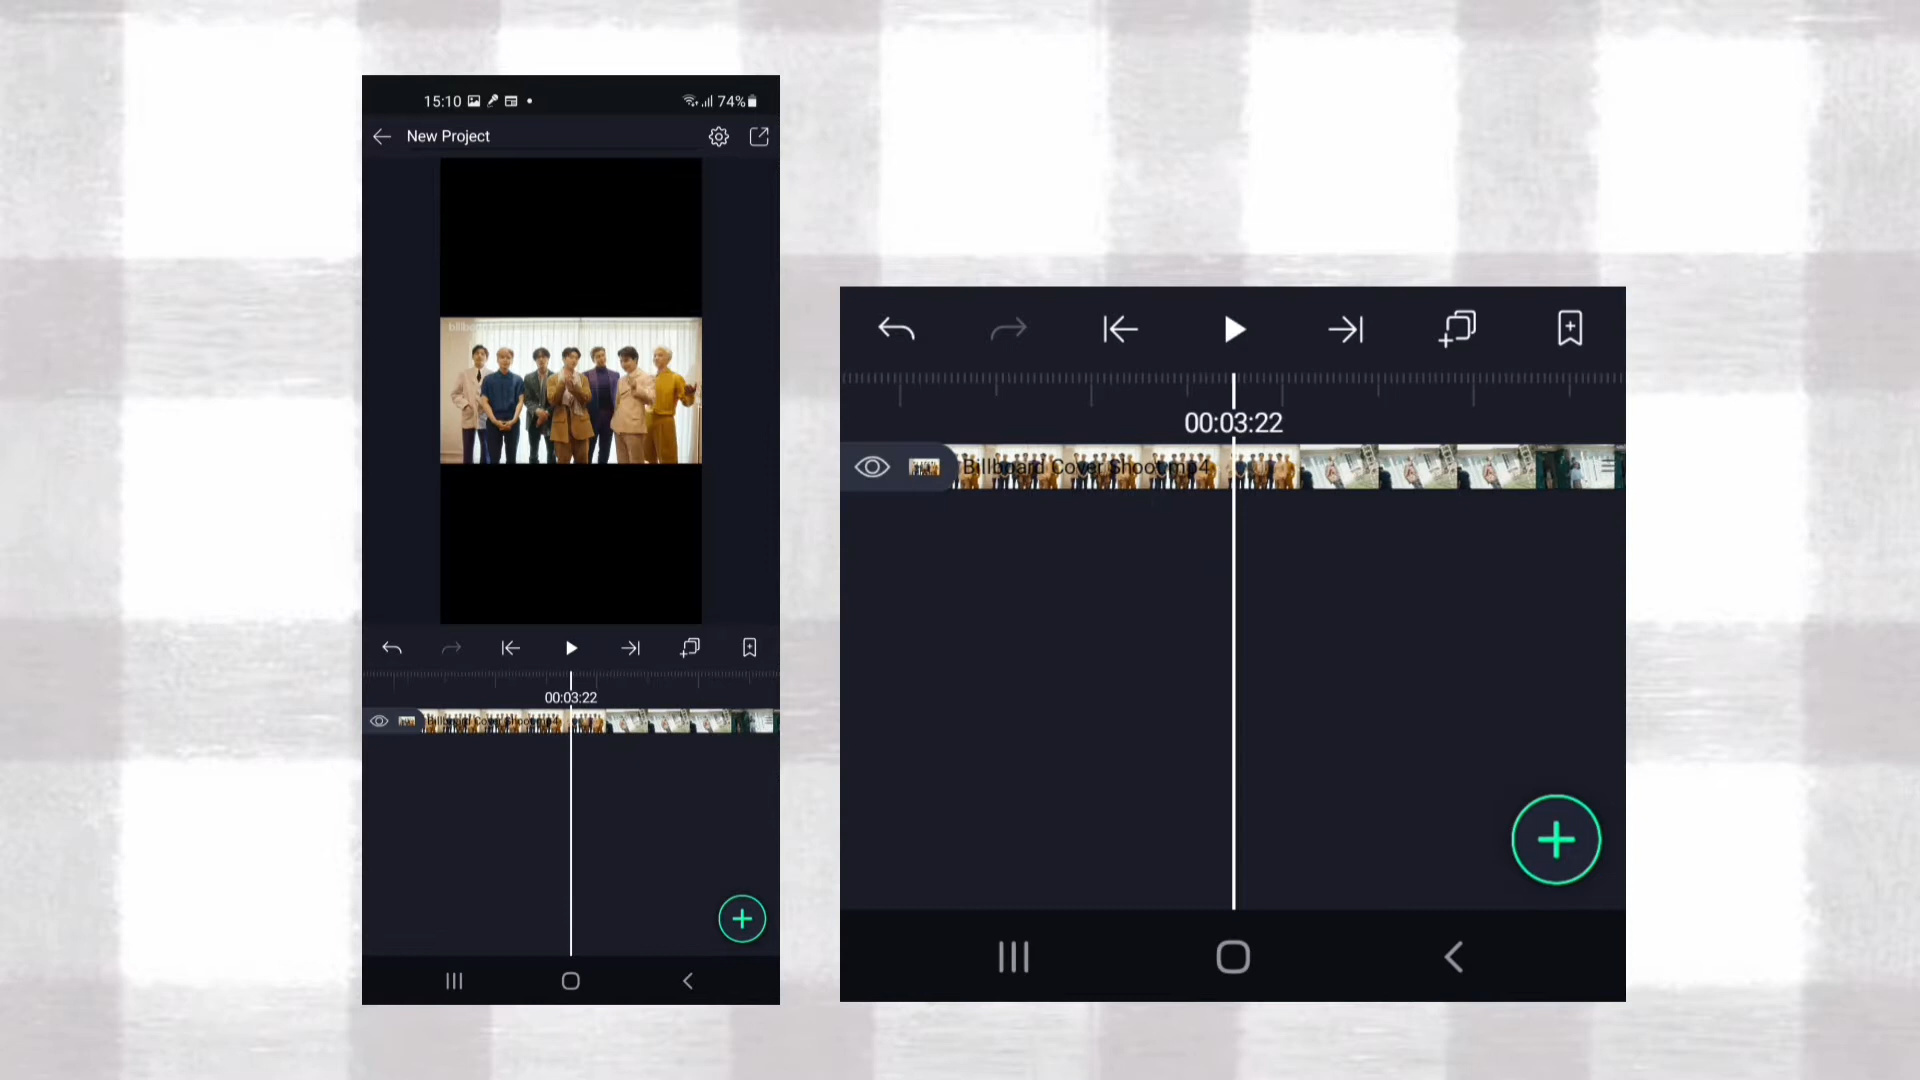 15:10
74%
New Project
billbo
00:03:22
Billboard Cover Shoot.mp4
00:03:22
Billboard Cover Shoot.mp4